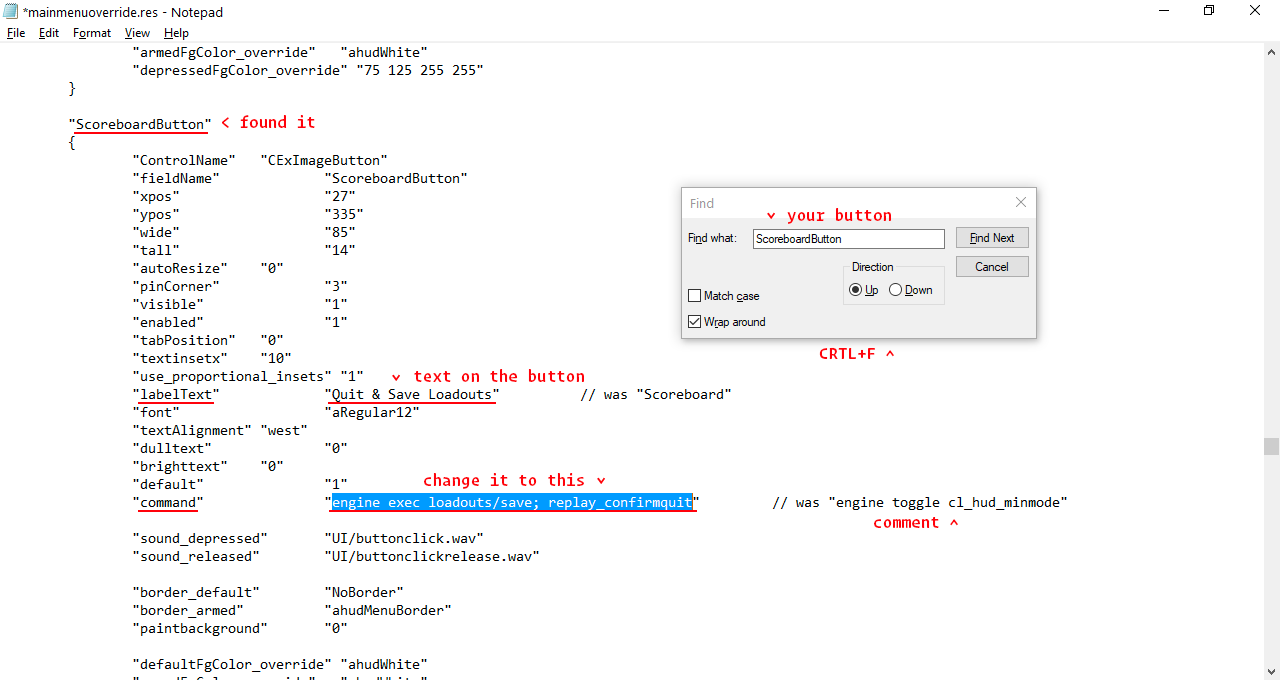 *mainmenuoverride.res - Notepad
File Edit Format View Help
"armedFgColor_override" "ahudWhite"
"depressedFgColor_override" "75 125 255 255"
}
"ScoreboardButton" < found it
{
"ControlName" "CExImageButton"
"fieldName" "ScoreboardButton"
"xpos" "27"
"ypos" "335"
"wide" "85"
"tall" "14"
"autoResize" "0"
"pinCorner" "3"
"visible" "1"
"enabled" "1"
"tabPosition" "0"
"textinsetx" "10"
"use_proportional_insets" "1" ˅ text on the button
"labelText" "Quit & Save Loadouts" // was "Scoreboard"
"font" "aRegular12"
"textAlignment" "west"
"dulltext" "0"
"brighttext" "0"
change it to this ˅
"default" "1"
"command" "engine exec loadouts/save; replay_confirmquit" // was "engine toggle cl_hud_minmode"
comment ^
"sound_depressed" "UI/buttonclick.wav"
"sound_released" "UI/buttonclickrelease.wav"
"border_default" "NoBorder"
"border_armed" "ahudMenuBorder"
"paintbackground" "0"
"defaultFgColor_override" "ahudWhite"
Find
˅ your button
Find what: ScoreboardButton Find Next
Direction Cancel
Up Down
Match case
Wrap around
CRTL+F ^